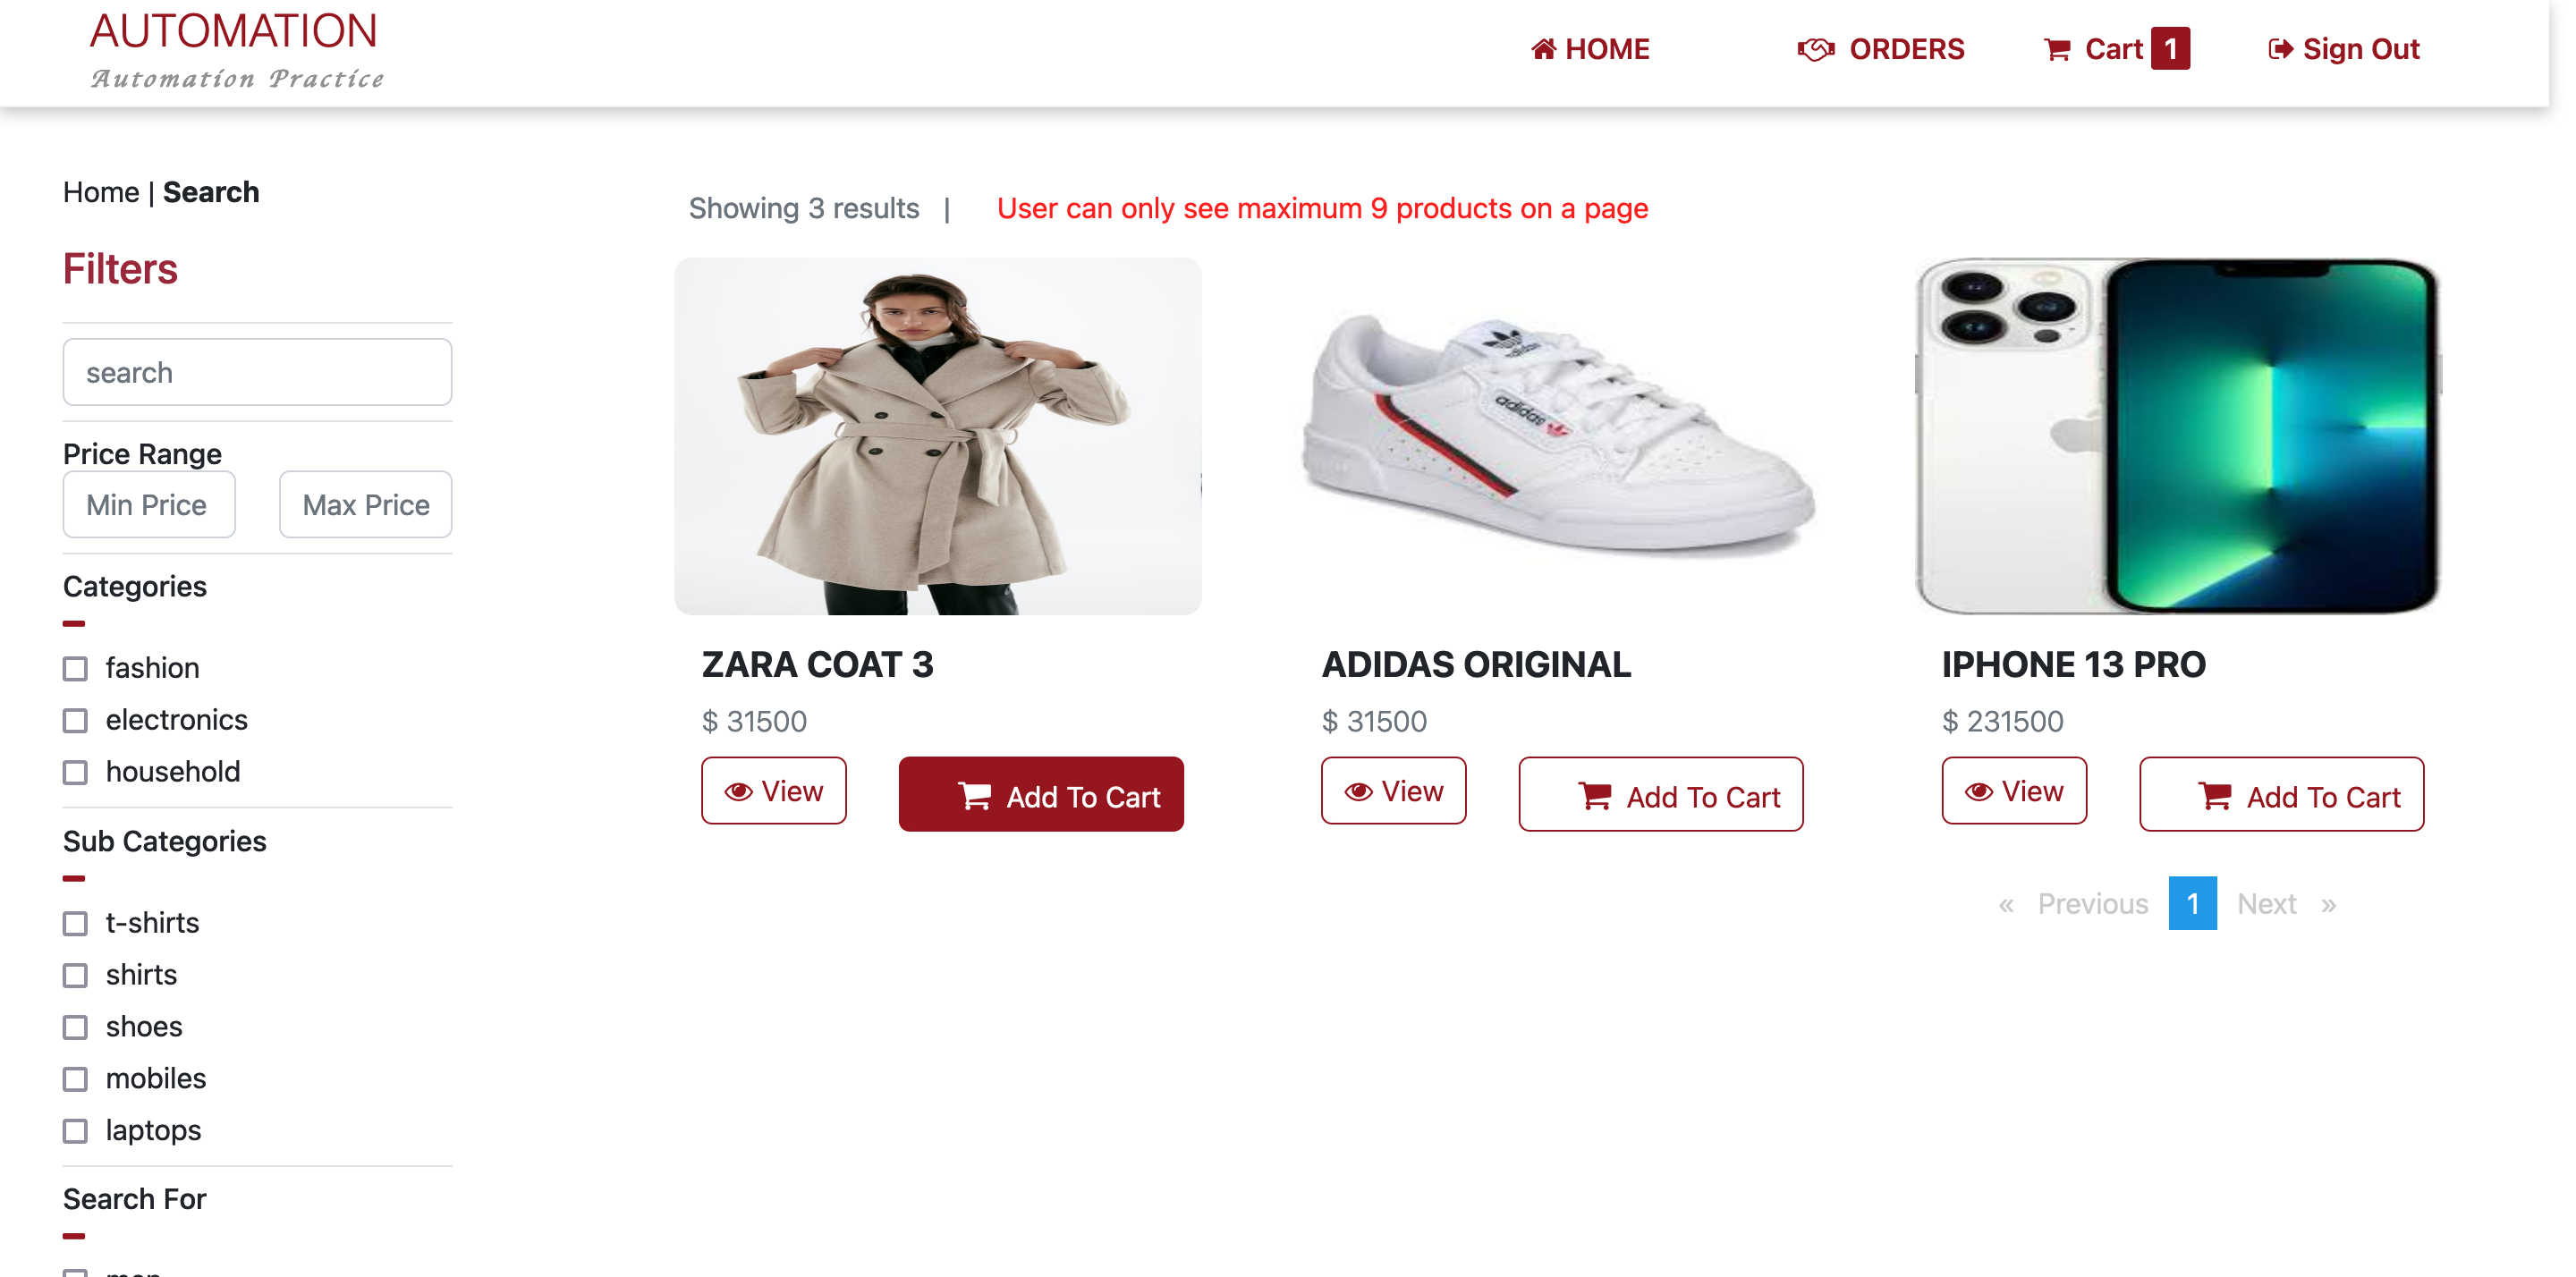 AUTOMATION
Automation Practice
HOME
ORDERS
Cart 1
Sign Out
Home | Search
Filters
search
Price Range
Min Price
Max Price
Categories
fashion
electronics
household
Sub Categories
t-shirts
shirts
shoes
mobiles
laptops
Search For
Showing 3 results |
User can only see maximum 9 products on a page
adidas
adidas
ZARA COAT 3
$ 31500
View
Add To Cart
ADIDAS ORIGINAL
$ 31500
View
Add To Cart
IPHONE 13 PRO
$ 231500
View
Add To Cart
« Previous 1 Next »